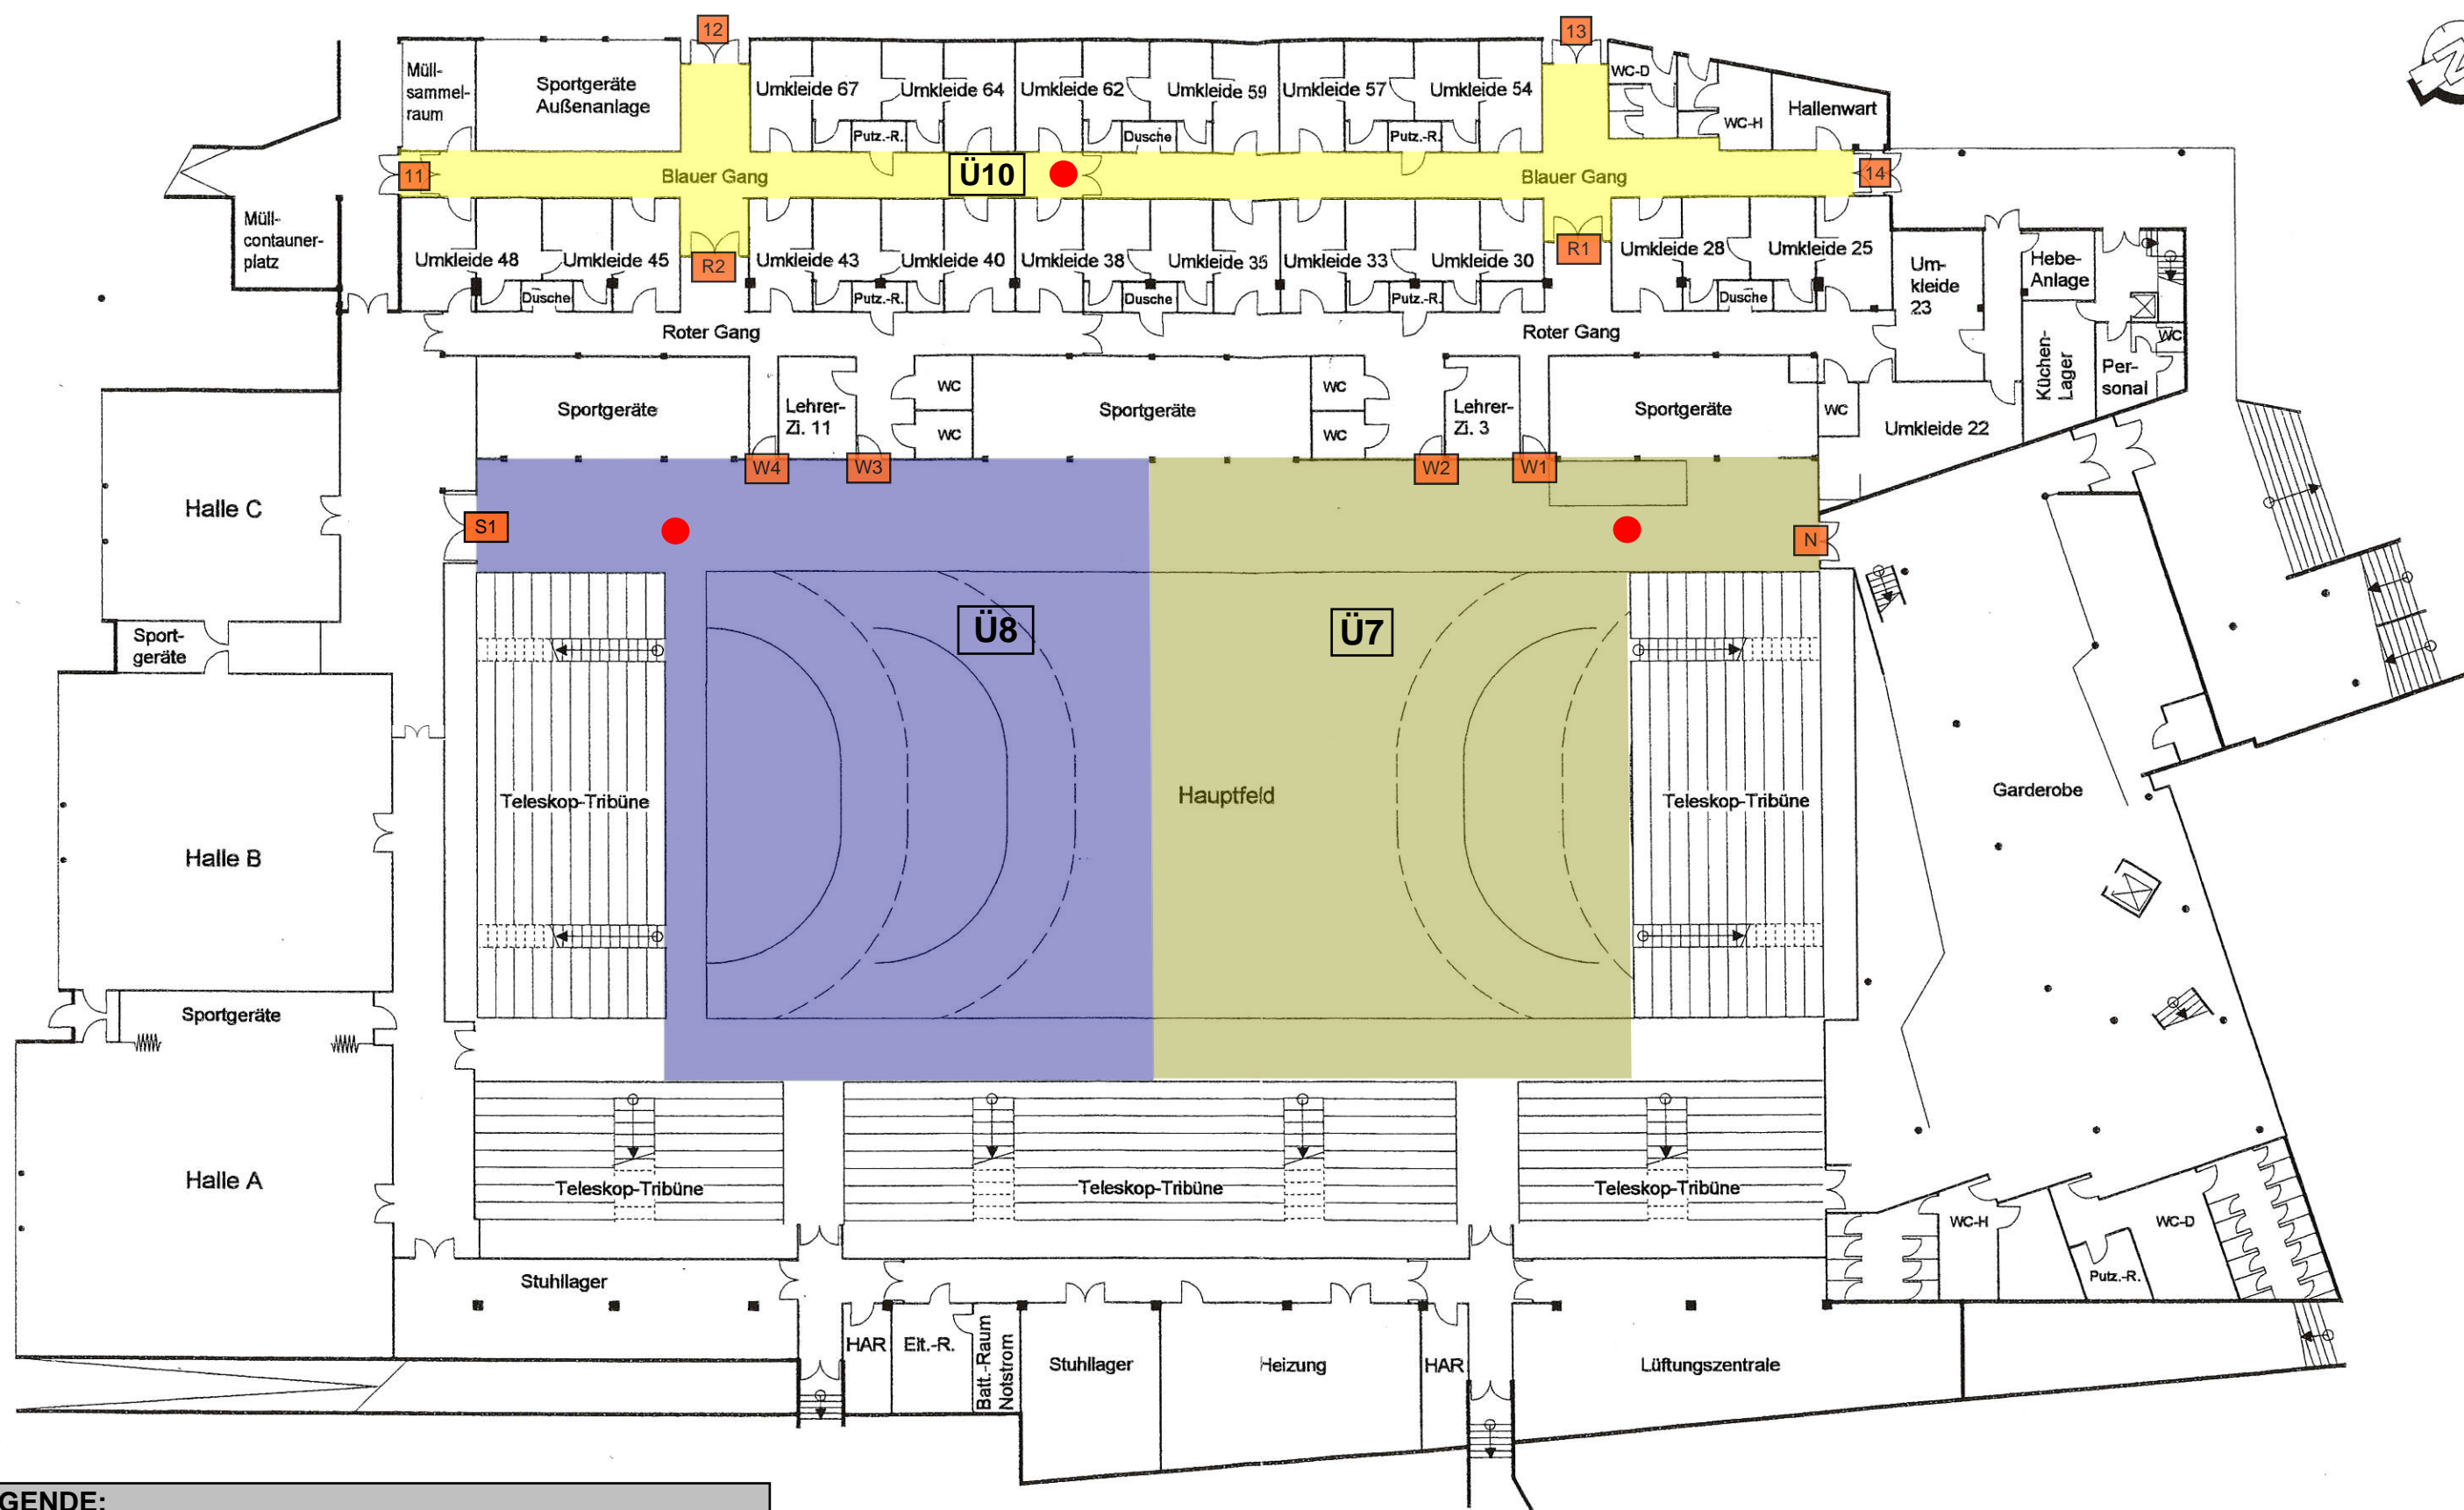 12
13
Müll-
sammel-
raum
Sportgeräte
Außenanlage
Umkleide 67
Umkleide 64
Umkleide 62
Umkleide 59
Umkleide 57
Umkleide 54
WC-D
WC-H
Hallenwart
Putz.-R.
Dusche
Putz.-R.
11
Blauer Gang
Ü10
Blauer Gang
14
Müll-
contauner-
platz
Umkleide 48
Umkleide 45
R2
Umkleide 43
Umkleide 40
Umkleide 38
Umkleide 35
Umkleide 33
Umkleide 30
R1
Umkleide 28
Umkleide 25
Um-
kleide
23
Hebe-
Anlage
Dusche
Putz.-R.
Dusche
Putz.-R.
Dusche
Roter Gang
Roter Gang
WC
Küchen-
Lager
Per-
sonal
Sportgeräte
Lehrer-
Zi. 11
WC
WC
Sportgeräte
WC
WC
Lehrer-
Zi. 3
Sportgeräte
WC
Umkleide 22
W4
W3
W2
W1
Halle C
S1
N
Ü8
Ü7
Sport-
geräte
Teleskop-Tribüne
Hauptfeld
Teleskop-Tribüne
Garderobe
Halle B
Sportgeräte
Halle A
Teleskop-Tribüne
Teleskop-Tribüne
Teleskop-Tribüne
WC-H
WC-D
Putz.-R.
Stuhllager
HAR
Elt.-R.
Batt.-Raum
Notstrom
Stuhllager
Heizung
HAR
Lüftungszentrale
GENDE: